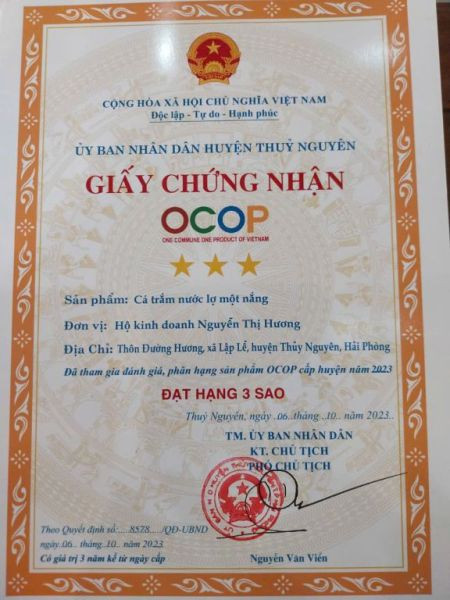 CỘNG HÒA XÃ HỘI CHỦ NGHĨA VIỆT NAM
Độc lập - Tự do - Hạnh phúc
ỦY BAN NHÂN DÂN HUYỆN THUỶ NGUYÊN
GIẤY CHỨNG NHẬN
OCOP
ONE COMMUNE ONE PRODUCT OF VIETNAM
Sản phẩm: Cá trắm nước lợ một nắng
Đơn vị: Hộ kinh doanh Nguyễn Thị Hương
Địa Chỉ: Thôn Đường Hương, xã Lập Lễ, huyện Thủy Nguyên, Hải Phòng
Đã tham gia đánh giá, phân hạng sản phẩm OCOP cấp huyện năm 2023
ĐẠT HẠNG 3 SAO
Thuỷ Nguyên, ngày ..06.. tháng ..10.. năm 2023..
TM. ỦY BAN NHÂN DÂN
KT. CHỦ TỊCH
PHÓ CHỦ TỊCH
Theo Quyết định số:....8578...../QĐ-UBND
ngày..06.. tháng..10.. năm 2023
Có giá trị 3 năm kể từ ngày cấp
Nguyễn Văn Viển